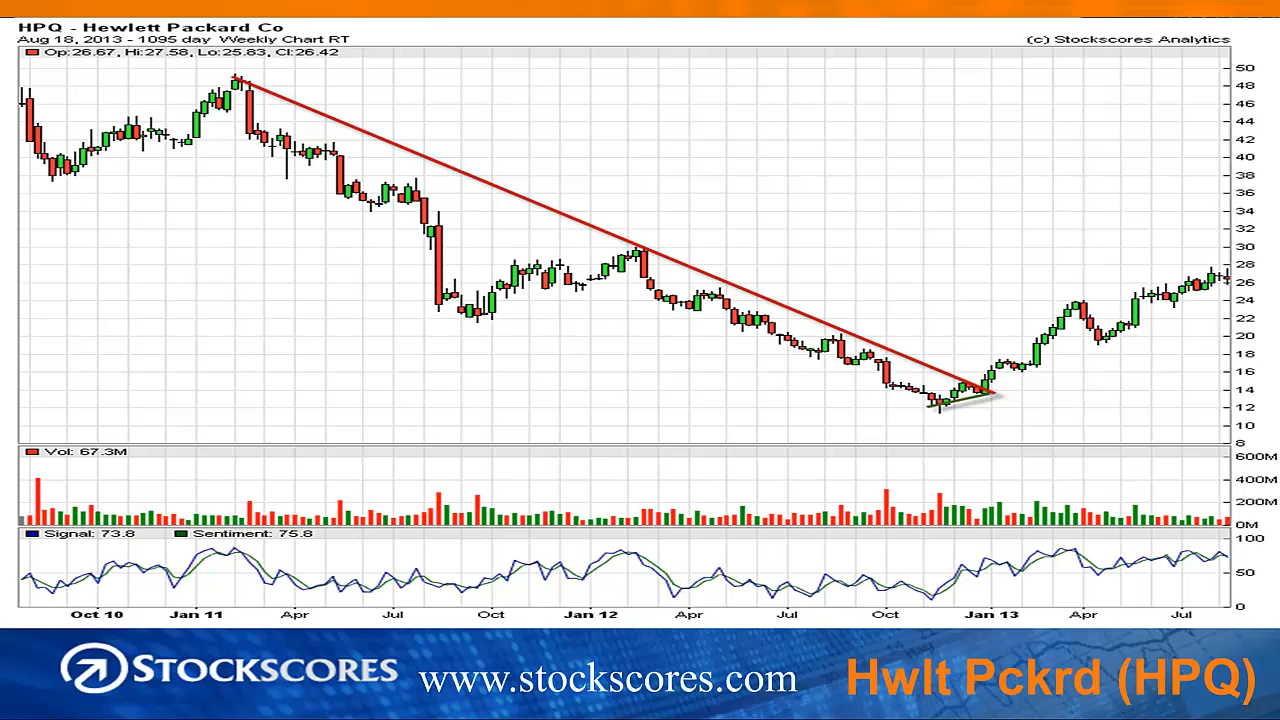 HPQ - Hewlett Packard Co
Aug 18, 2013 - 1095 day Weekly Chart RT
(c) Stockscores Analytics
Op:26.67, Hi:27.58, Lo:25.83, Cl:26.42
50
48
46
44
42
40
38
36
34
32
30
28
26
24
22
20
18
16
14
12
10
8
Vol: 67.3M
600M
400M
200M
0M
Signal: 73.8 Sentiment: 75.8
100
50
0
Oct 10 Jan 11 Apr Jul Oct Jan 12 Apr Jul Oct Jan 13 Apr Jul
STOCKSCORES www.stockscores.com Hwlt Pckrd (HPQ)